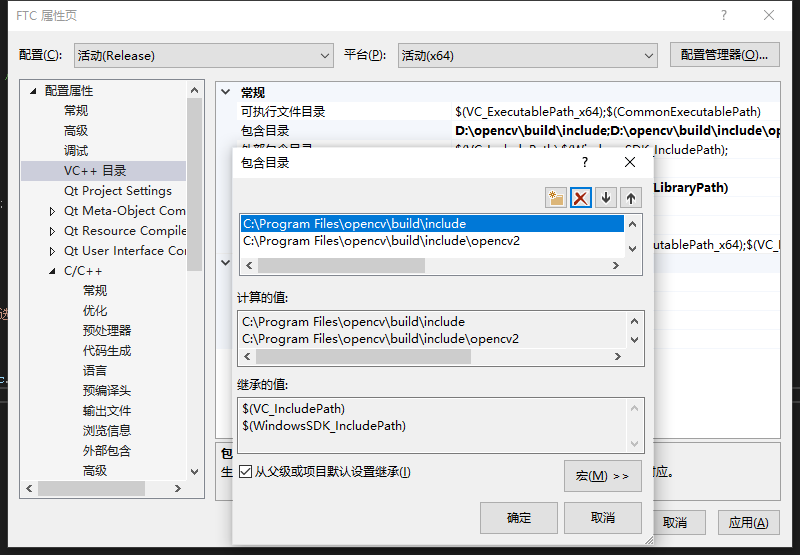 FTC 属性页
配置(C):
活动(Release)
平台(P):
活动(x64)
配置管理器(O)...
配置属性
常规
高级
调试
VC++ 目录
Qt Project Settings
Qt Meta-Object Com
Qt Resource Compile
Qt User Interface Co
C/C++
常规
优化
预处理器
代码生成
语言
预编译头
输出文件
浏览信息
外部包含
高级
常规
可执行文件目录
$(VC_ExecutablePath_x64);$(CommonExecutablePath)
包含目录
D:\opencv\build\include;D:\opencv\build\include\op
_IncludePath);
LibraryPath)
cutablePath_x64);$(VC_I
包含目录
C:\Program Files\opencv\build\include
C:\Program Files\opencv\build\include\opencv2
计算的值:
C:\Program Files\opencv\build\include
C:\Program Files\opencv\build\include\opencv2
继承的值:
$(VC_IncludePath)
$(WindowsSDK_IncludePath)
从父级或项目默认设置继承(I)
宏(M) >>
确定
取消
包
生
对应。
取消
应用(A)
选